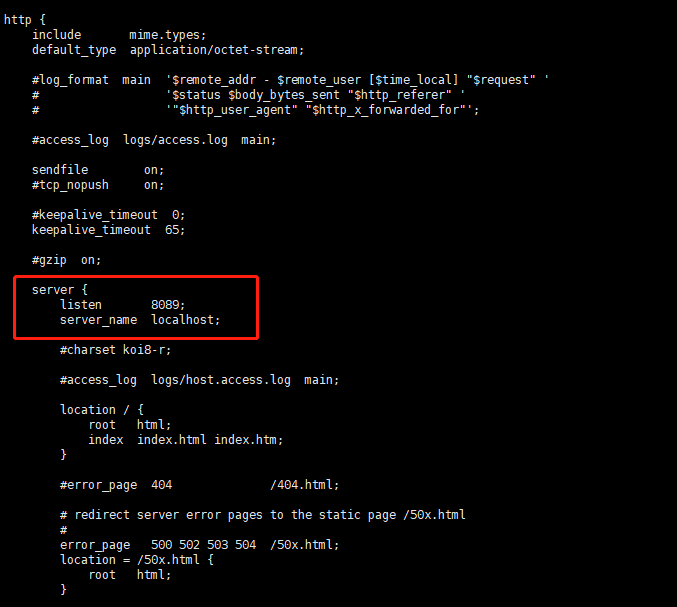 http {
    include       mime.types;
    default_type  application/octet-stream;
    #log_format  main  '$remote_addr - $remote_user [$time_local] "$request" '
    #                  '$status $body_bytes_sent "$http_referer" '
    #                  '"$http_user_agent" "$http_x_forwarded_for"';
    #access_log  logs/access.log  main;
    sendfile        on;
    #tcp_nopush     on;
    #keepalive_timeout  0;
    keepalive_timeout  65;
    #gzip  on;
    server {
        listen       8089;
        server_name  localhost;
        #charset koi8-r;
        #access_log  logs/host.access.log  main;
        location / {
            root   html;
            index  index.html index.htm;
        }
        #error_page  404              /404.html;
        # redirect server error pages to the static page /50x.html
        #
        error_page   500 502 503 504  /50x.html;
        location = /50x.html {
            root   html;
        }